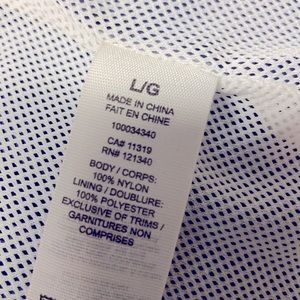 L/G
MADE IN CHINA
FAIT EN CHINE
100034340
CA# 11319
RN# 121340
BODY / CORPS:
100% NYLON
LINING / DOUBLURE:
100% POLYESTER
EXCLUSIVE OF TRIMS /
GARNITURES NON
COMPRISES